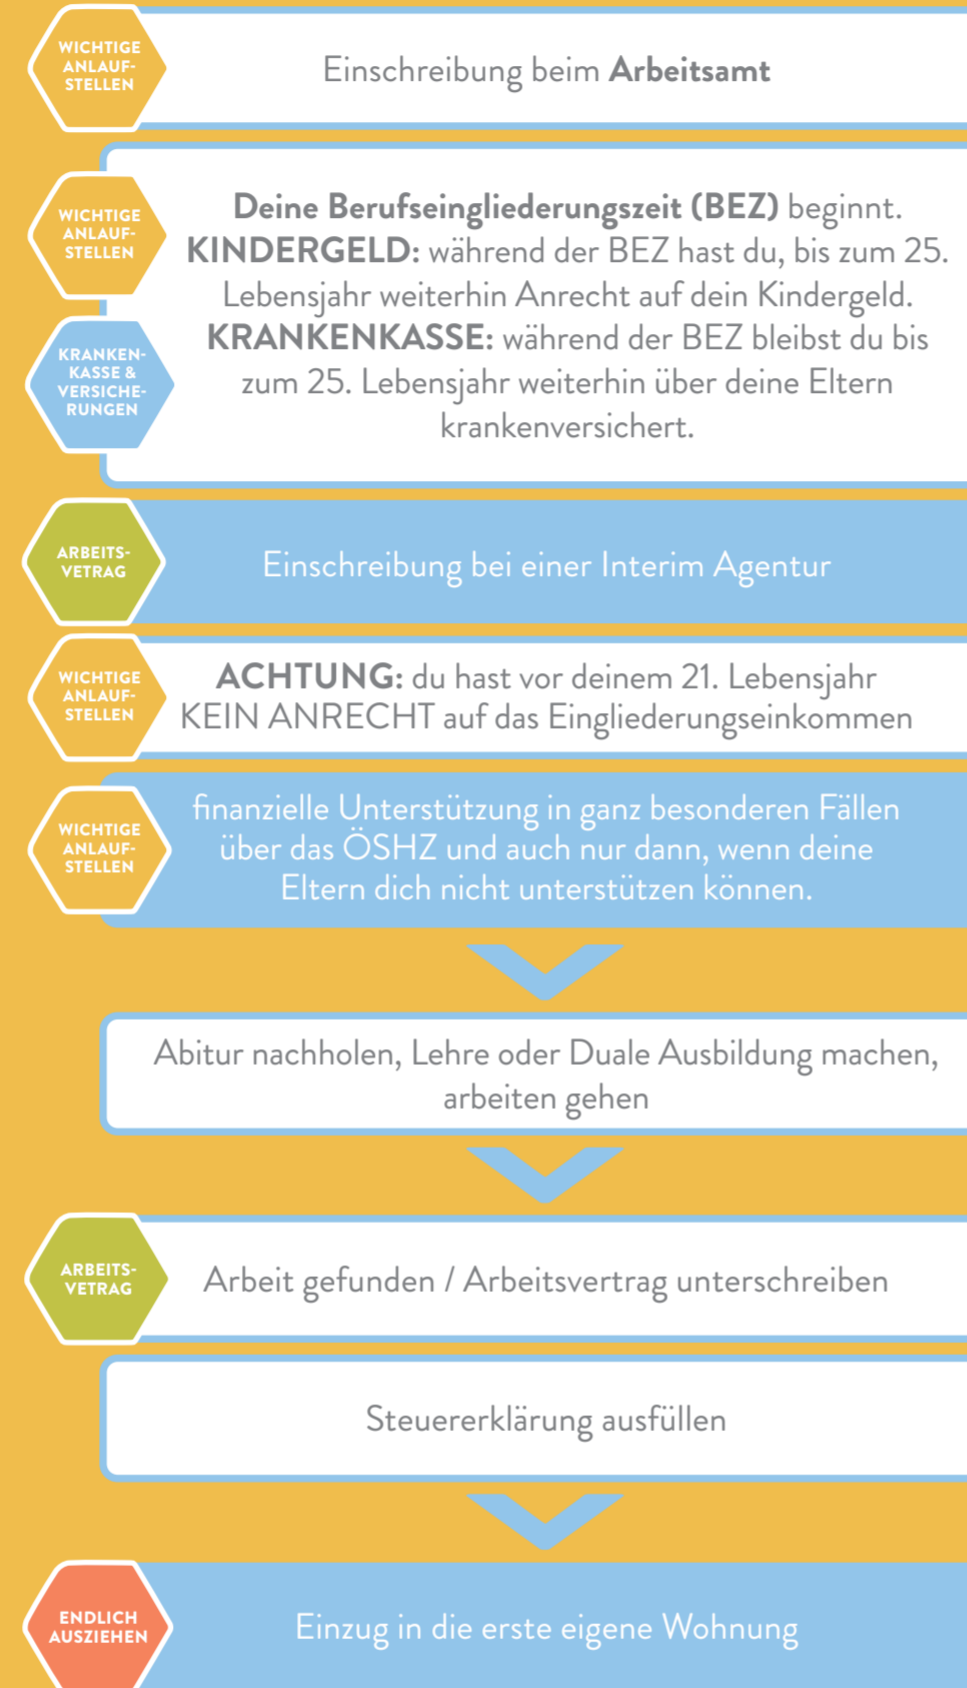 WICHTIGE
ANLAUF-
STELLEN
Einschreibung beim Arbeitsamt
WICHTIGE
ANLAUF-
STELLEN
KRANKEN-
KASSE &
VERSICHE-
RUNGEN
Deine Berufseingliederungszeit (BEZ) beginnt.
KINDERGELD: während der BEZ hast du, bis zum 25.
Lebensjahr weiterhin Anrecht auf dein Kindergeld.
KRANKENKASSE: während der BEZ bleibst du bis
zum 25. Lebensjahr weiterhin über deine Eltern
krankenversichert.
ARBEITS-
VETRAG
Einschreibung bei einer Interim Agentur
WICHTIGE
ANLAUF-
STELLEN
ACHTUNG: du hast vor deinem 21. Lebensjahr
KEIN ANRECHT auf das Eingliederungseinkommen
WICHTIGE
ANLAUF-
STELLEN
finanzielle Unterstützung in ganz besonderen Fällen
über das ÖSHZ und auch nur dann, wenn deine
Eltern dich nicht unterstützen können.
Abitur nachholen, Lehre oder Duale Ausbildung machen,
arbeiten gehen
ARBEITS-
VETRAG
Arbeit gefunden / Arbeitsvertrag unterschreiben
Steuererklärung ausfüllen
ENDLICH
AUSZIEHEN
Einzug in die erste eigene Wohnung